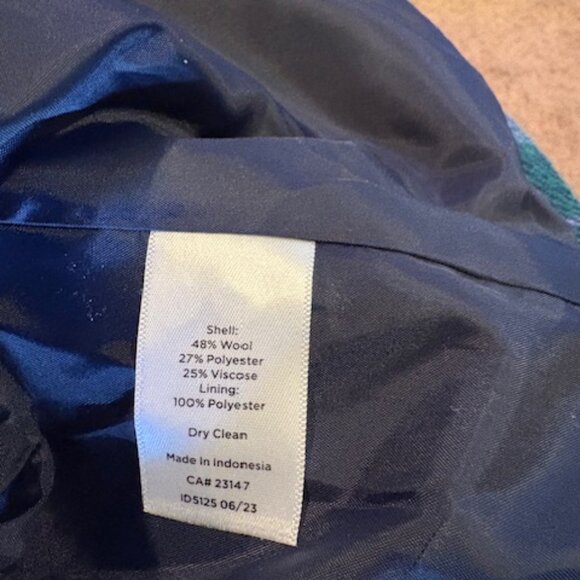 Shell:
48% Wool
27% Polyester
25% Viscose
Lining:
100% Polyester
Dry Clean
Made In Indonesia
CA# 23147
IDS125 06/23